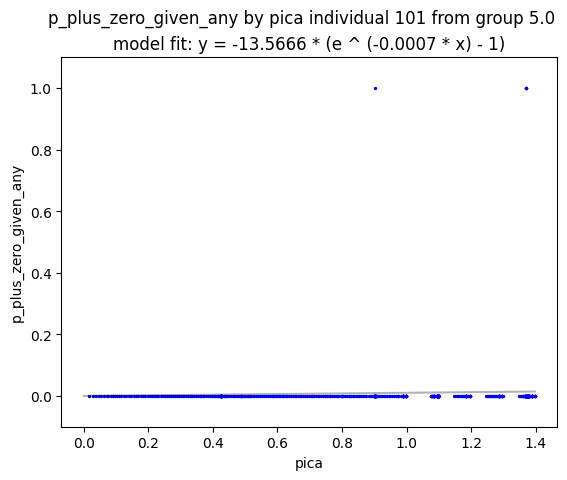 p_plus_zero_given_any by pica individual 101 from group 5.0
model fit: y = -13.5666 * (e ^ (-0.0007 * x) - 1)
1.0
0.8
0.6
0.4
0.2
0.0
p_plus_zero_given_any
0.0 0.2 0.4 0.6 0.8 1.0 1.2 1.4
pica